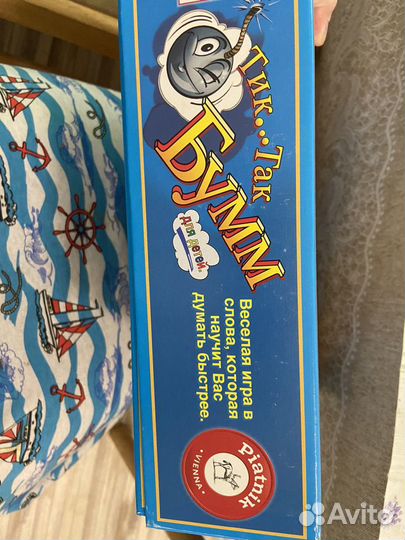 Тик...Так
БУММ
для детей.
Веселая игра в
слова, которая
научит Вас
думать быстрее.
Piatnik
• VIENNA •
Avito